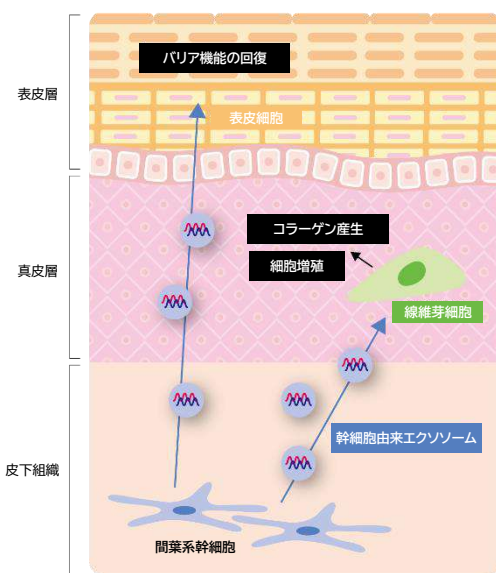 バリア機能の回復
表皮層
表皮細胞
コラーゲン産生
細胞増殖
真皮層
線維芽細胞
幹細胞由来エクソソーム
皮下組織
間葉系幹細胞